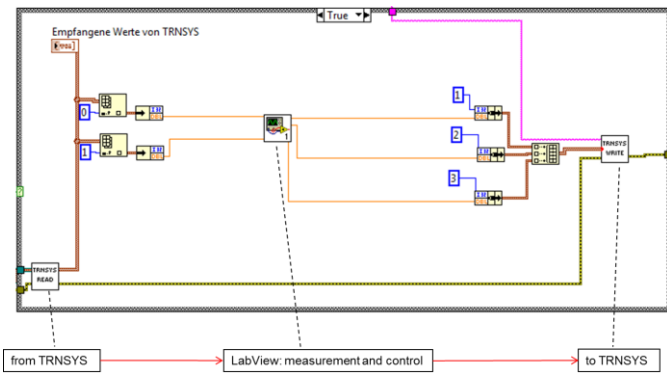 True
Empfangene Werte von TRNSYS
0
1
1
2
3
1
TRNSYS
WRITE
TRNSYS
READ
from TRNSYS
LabView: measurement and control
to TRNSYS